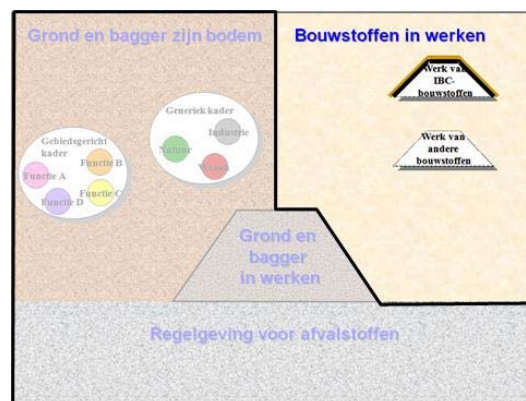 Grond en bagger zijn bodem
Bouwstoffen in werken
Generiek kader
Industrie
Natuur
Wonen
Gebiedsgericht
kader
Functie B
Functie A
Functie C
Functie D
Werk van
IBC-
bouwstoffen
Werk van
andere
bouwstoffen
Grond en
bagger
in werken
Regelgeving voor afvalstoffen